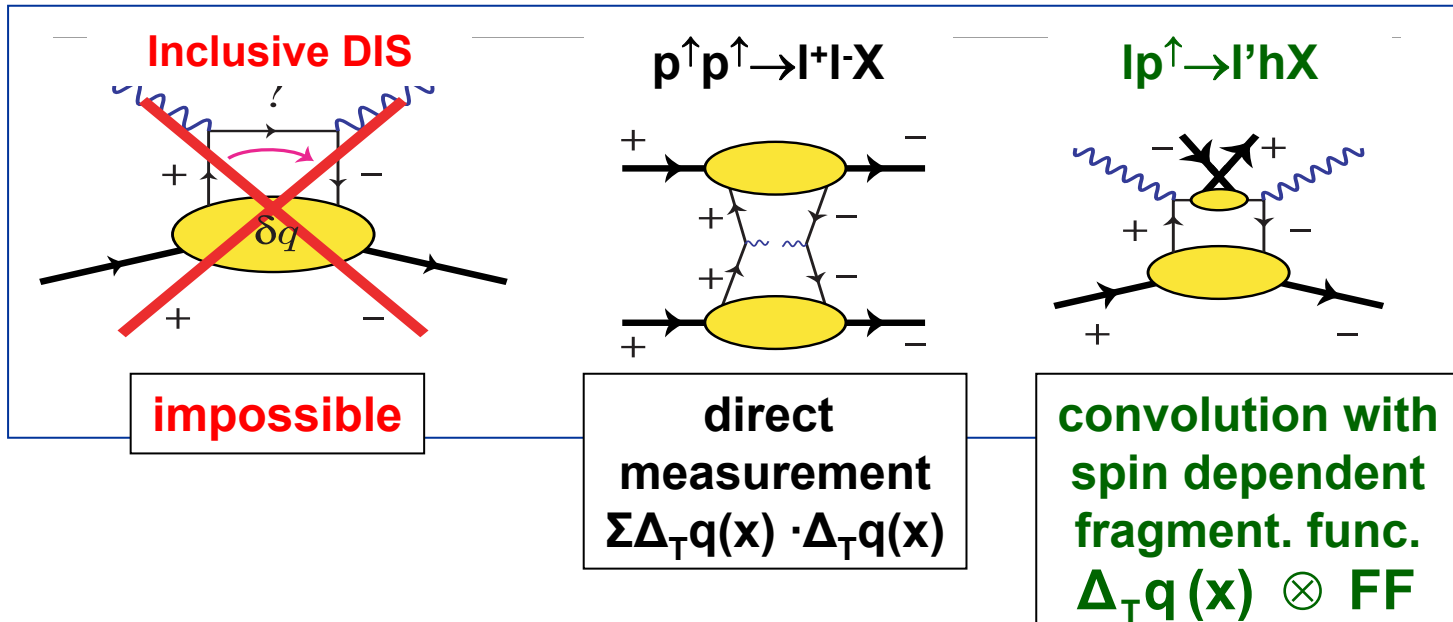 Inclusive DIS
?
+
−
δq
+
−
impossible
p↑p↑→l+l-X
+
−
+
−
+
−
+
−
direct
measurement
ΣΔTq(x) ·ΔTq(x)
lp↑→l’hX
−
+
+
−
+
−
convolution with
spin dependent
fragment. func.
ΔTq (x) ⊗ FF